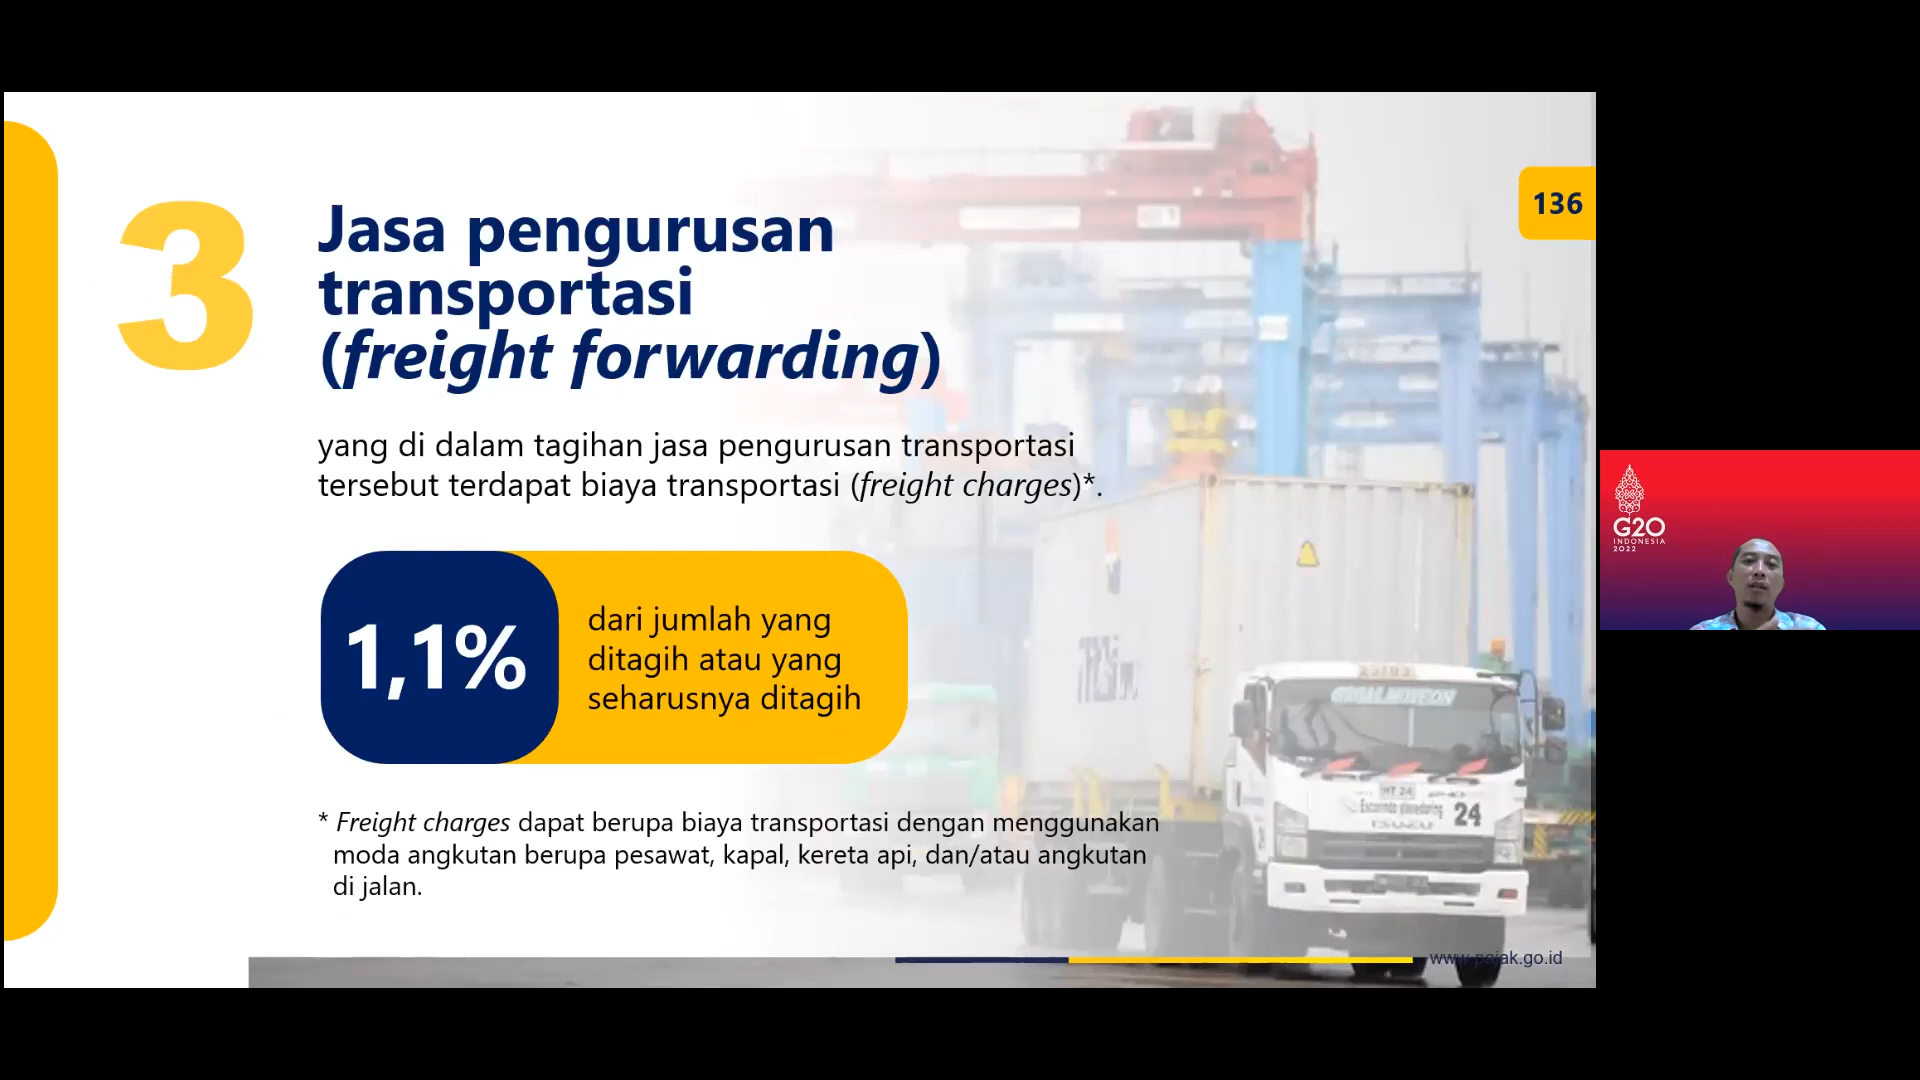 136
3
Jasa pengurusan
transportasi
(freight forwarding)
yang di dalam tagihan jasa pengurusan transportasi
tersebut terdapat biaya transportasi (freight charges)*.
1,1%
dari jumlah yang
ditagih atau yang
seharusnya ditagih
* Freight charges dapat berupa biaya transportasi dengan menggunakan
moda angkutan berupa pesawat, kapal, kereta api, dan/atau angkutan
di jalan.
www.pajak.go.id
G20
INDONESIA
2022
HT 24
24
ISUZU